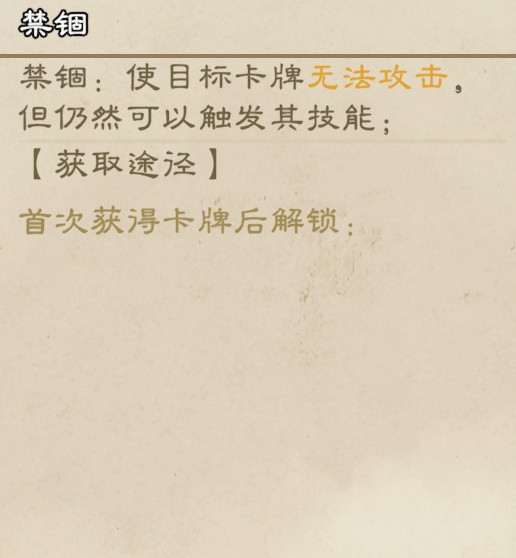 禁锢
禁锢：使目标卡牌无法攻击，
但仍然可以触发其技能；
【获取途径】
首次获得卡牌后解锁：